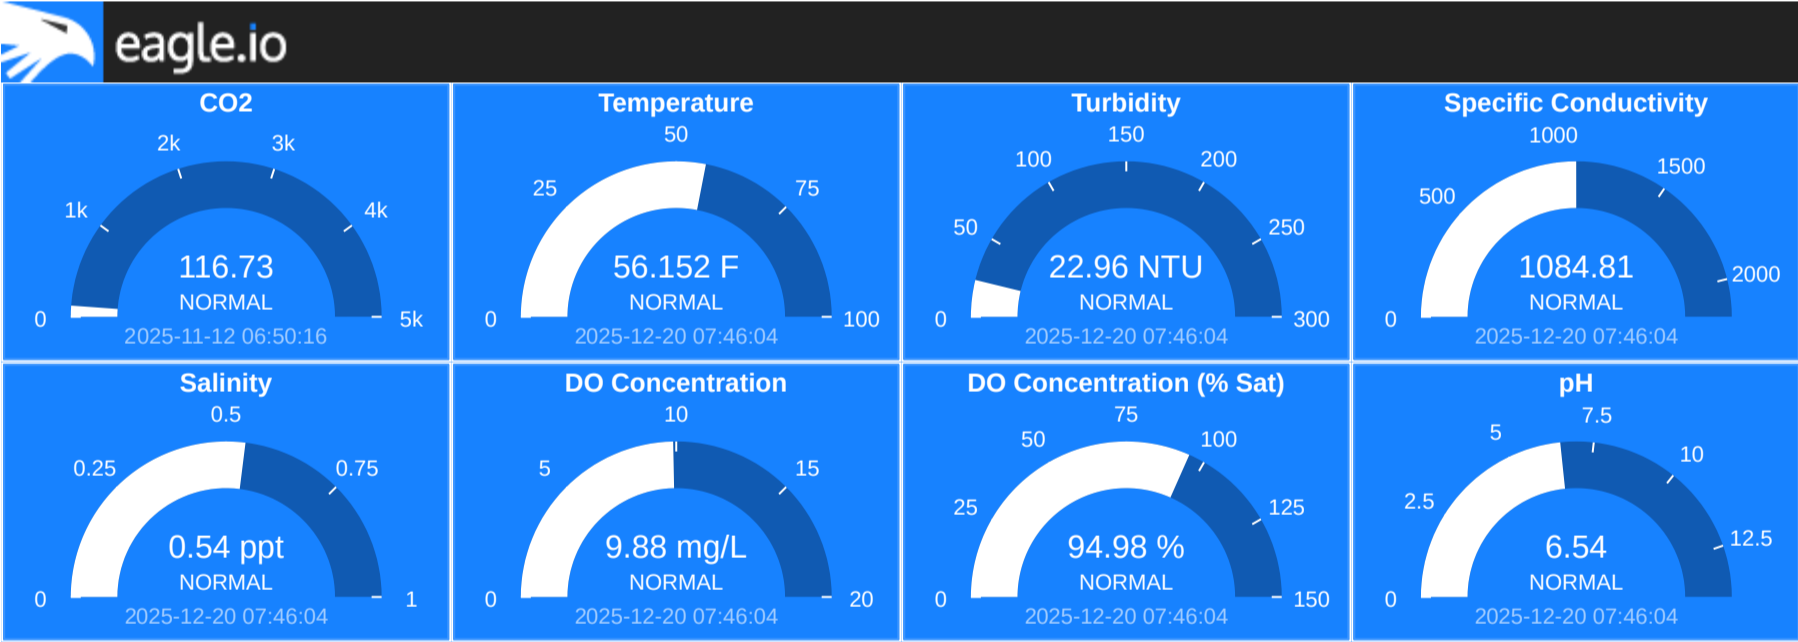 eagle.io
CO2
0
1k
2k
3k
4k
5k
116.73
NORMAL
2025-11-12 06:50:16
Temperature
0
25
50
75
100
56.152 F
NORMAL
2025-12-20 07:46:04
Turbidity
0
50
100
150
200
250
300
22.96 NTU
NORMAL
2025-12-20 07:46:04
Specific Conductivity
0
500
1000
1500
2000
1084.81
NORMAL
2025-12-20 07:46:04
Salinity
0
0.25
0.5
0.75
1
0.54 ppt
NORMAL
2025-12-20 07:46:04
DO Concentration
0
5
10
15
20
9.88 mg/L
NORMAL
2025-12-20 07:46:04
DO Concentration (% Sat)
0
25
50
75
100
125
150
94.98 %
NORMAL
2025-12-20 07:46:04
pH
0
2.5
5
7.5
10
12.5
6.54
NORMAL
2025-12-20 07:46:04